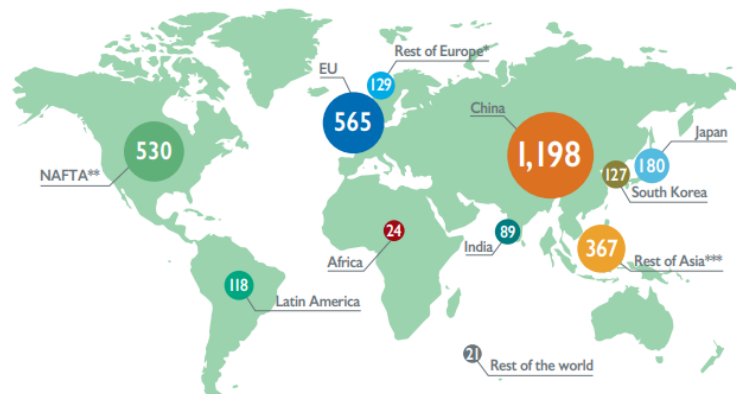 Rest of Europe*
129
EU
565
China
1,198
Japan
180
127
South Korea
530
NAFTA**
24
Africa
89
India
367
Rest of Asia***
118
Latin America
21
Rest of the world